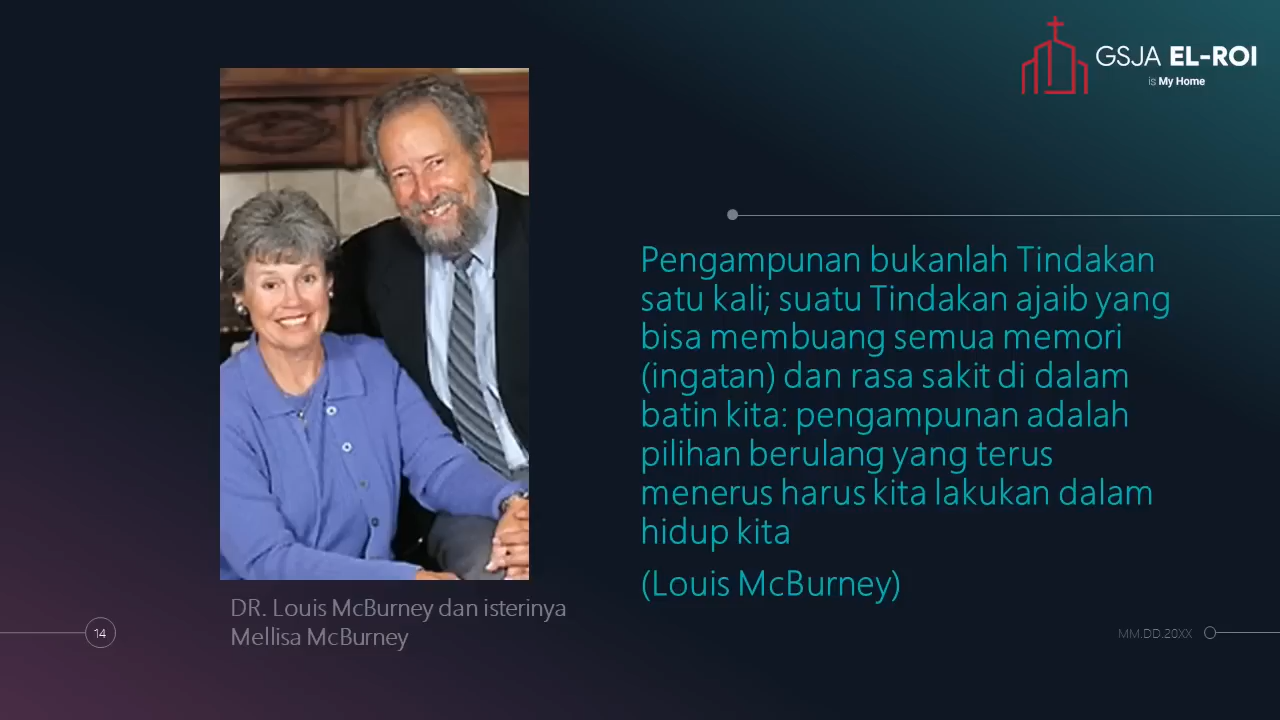 GSJA EL-ROI
is My Home
Pengampunan bukanlah Tindakan
satu kali; suatu Tindakan ajaib yang
bisa membuang semua memori
(ingatan) dan rasa sakit di dalam
batin kita: pengampunan adalah
pilihan berulang yang terus
menerus harus kita lakukan dalam
hidup kita
(Louis McBurney)
DR. Louis McBurney dan isterinya
Mellisa McBurney
14
MM.DD.20XX